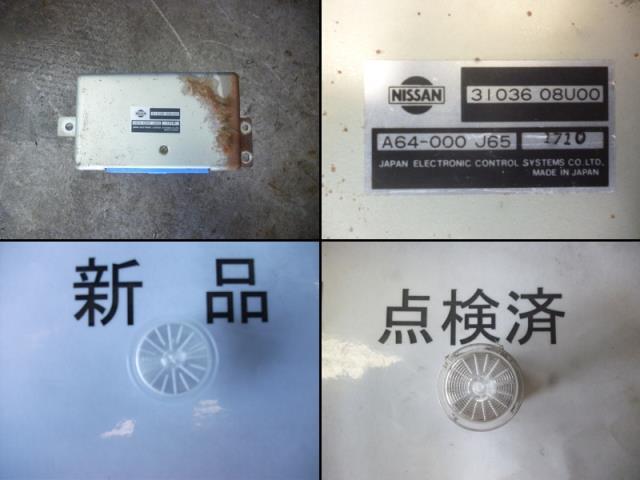 NISSAN
31036 08U00
A64-000 J65 1710
JAPAN ELECTRONIC CONTROL SYSTEMS CO.LTD.
MADE IN JAPAN
新品
点検済